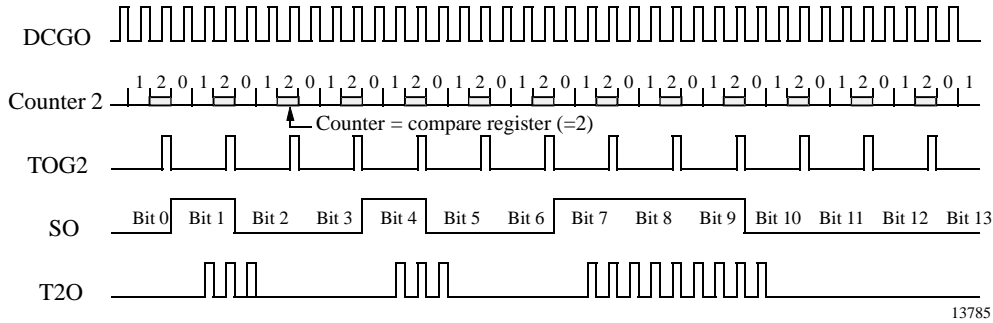 DCGO
1 2 0 1 2 0 1 2 0 1 2 0 1 2 0 1 2 0 1 2 0 1 2 0 1 2 0 1 2 0 1 2 0 1 2 0 1 2 0 1
Counter 2
Counter = compare register (=2)
TOG2
SO
Bit 0 Bit 1 Bit 2 Bit 3 Bit 4 Bit 5 Bit 6 Bit 7 Bit 8 Bit 9 Bit 10 Bit 11 Bit 12 Bit 13
T2O
13785